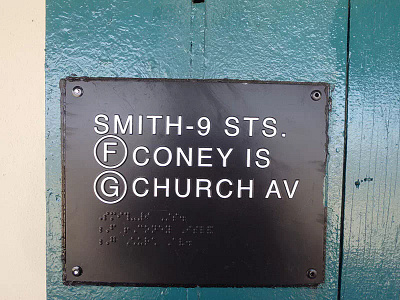 SMITH-9 STS.
F CONEY IS
G CHURCH AV